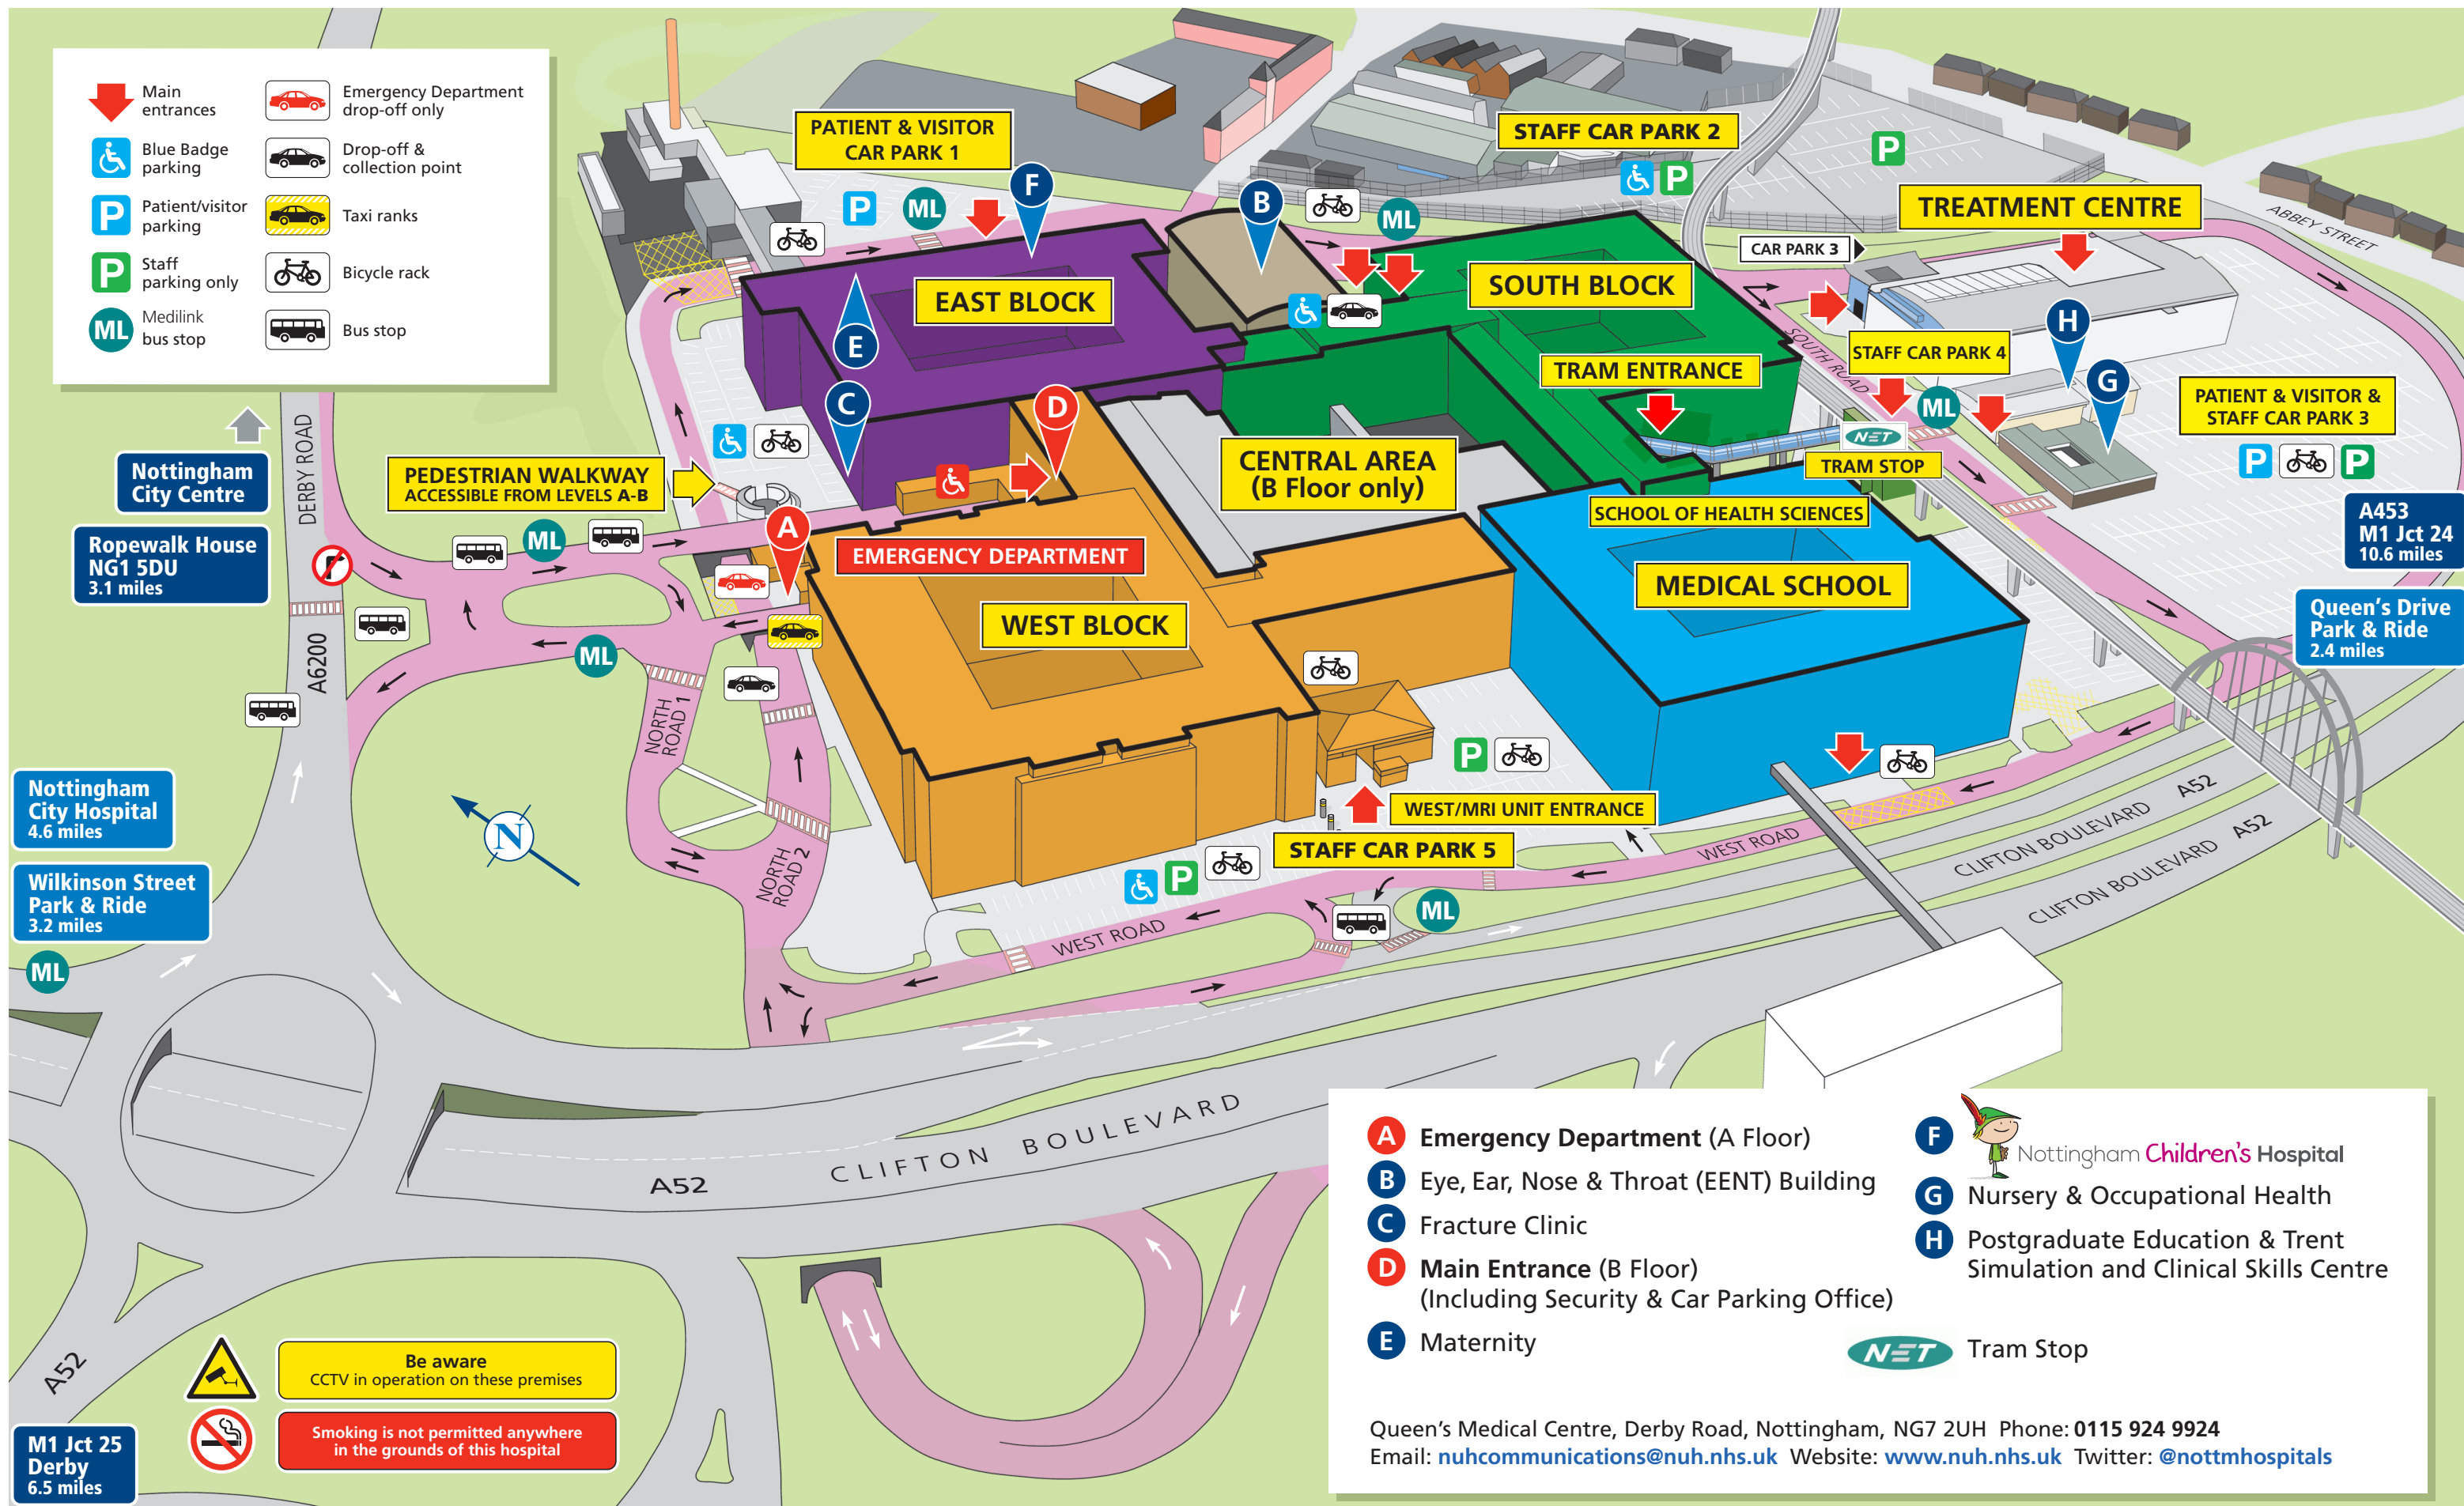 Main
entrances
Blue Badge
parking
P
Patient/visitor
parking
P
Staff
parking only
ML
Medilink
bus stop
Emergency Department
drop-off only
Drop-off &
collection point
Taxi ranks
Bicycle rack
Bus stop
PATIENT & VISITOR
CAR PARK 1
P
ML
F
B
ML
STAFF CAR PARK 2
P
P
TREATMENT CENTRE
CAR PARK 3
ABBEY STREET
EAST BLOCK
SOUTH BLOCK
E
C
D
H
G
SOUTH ROAD
STAFF CAR PARK 4
ML
TRAM ENTRANCE
NET
TRAM STOP
PATIENT & VISITOR &
STAFF CAR PARK 3
P
P
DERBY ROAD
Nottingham
City Centre
Ropewalk House
NG1 5DU
3.1 miles
PEDESTRIAN WALKWAY
ACCESSIBLE FROM LEVELS A-B
ML
A
EMERGENCY DEPARTMENT
CENTRAL AREA
(B Floor only)
SCHOOL OF HEALTH SCIENCES
MEDICAL SCHOOL
WEST BLOCK
A453
M1 Jct 24
10.6 miles
Queen's Drive
Park & Ride
2.4 miles
A6200
ML
NORTH
ROAD 1
NORTH
ROAD 2
N
Nottingham
City Hospital
4.6 miles
Wilkinson Street
Park & Ride
3.2 miles
ML
P
WEST/MRI UNIT ENTRANCE
STAFF CAR PARK 5
P
WEST ROAD
WEST ROAD
ML
CLIFTON BOULEVARD A52
CLIFTON BOULEVARD A52
A52 CLIFTON BOULEVARD
A52
M1 Jct 25
Derby
6.5 miles
Be aware
CCTV in operation on these premises
Smoking is not permitted anywhere
in the grounds of this hospital
A Emergency Department (A Floor)
B Eye, Ear, Nose & Throat (EENT) Building
C Fracture Clinic
D Main Entrance (B Floor)
(Including Security & Car Parking Office)
E Maternity
F Nottingham Children's Hospital
G Nursery & Occupational Health
H Postgraduate Education & Trent
Simulation and Clinical Skills Centre
NET Tram Stop
Queen's Medical Centre, Derby Road, Nottingham, NG7 2UH Phone: 0115 924 9924
Email: nuhcommunications@nuh.nhs.uk Website: www.nuh.nhs.uk Twitter: @nottmhospitals